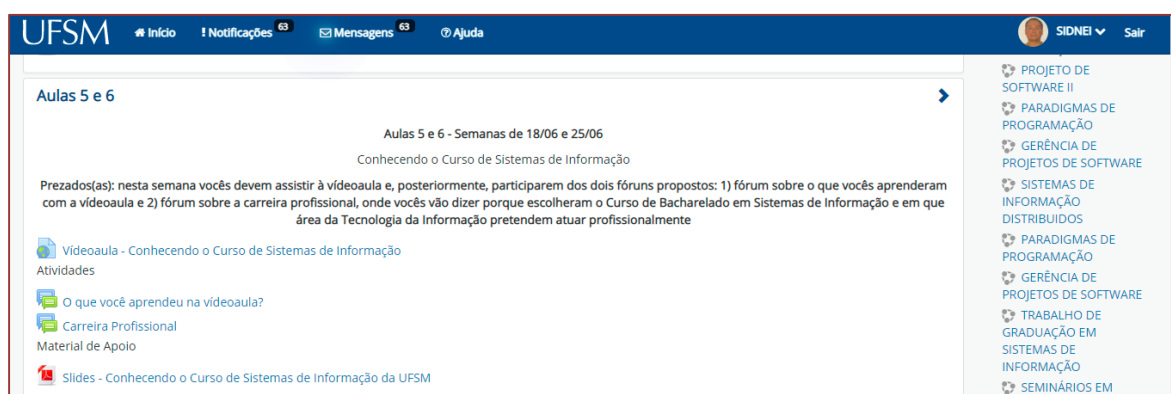 UFSM
Início
! Notificações 63
Mensagens 63
Ajuda
SIDNEI
Sair
Aulas 5 e 6
Aulas 5 e 6 - Semanas de 18/06 e 25/06
Conhecendo o Curso de Sistemas de Informação
Prezados(as): nesta semana vocês devem assistir à vídeoaula e, posteriormente, participarem dos dois fóruns propostos: 1) fórum sobre o que vocês aprenderam
com a vídeoaula e 2) fórum sobre a carreira profissional, onde vocês vão dizer porque escolheram o Curso de Bacharelado em Sistemas de Informação e em que
área da Tecnologia da Informação pretendem atuar profissionalmente
Vídeoaula - Conhecendo o Curso de Sistemas de Informação
Atividades
O que você aprendeu na vídeoaula?
Carreira Profissional
Material de Apoio
Slides - Conhecendo o Curso de Sistemas de Informação da UFSM
PROJETO DE
SOFTWARE II
PARADIGMAS DE
PROGRAMAÇÃO
GERÊNCIA DE
PROJETOS DE SOFTWARE
SISTEMAS DE
INFORMAÇÃO
DISTRIBUIDOS
PARADIGMAS DE
PROGRAMAÇÃO
GERÊNCIA DE
PROJETOS DE SOFTWARE
TRABALHO DE
GRADUAÇÃO EM
SISTEMAS DE
INFORMAÇÃO
SEMINÁRIOS EM